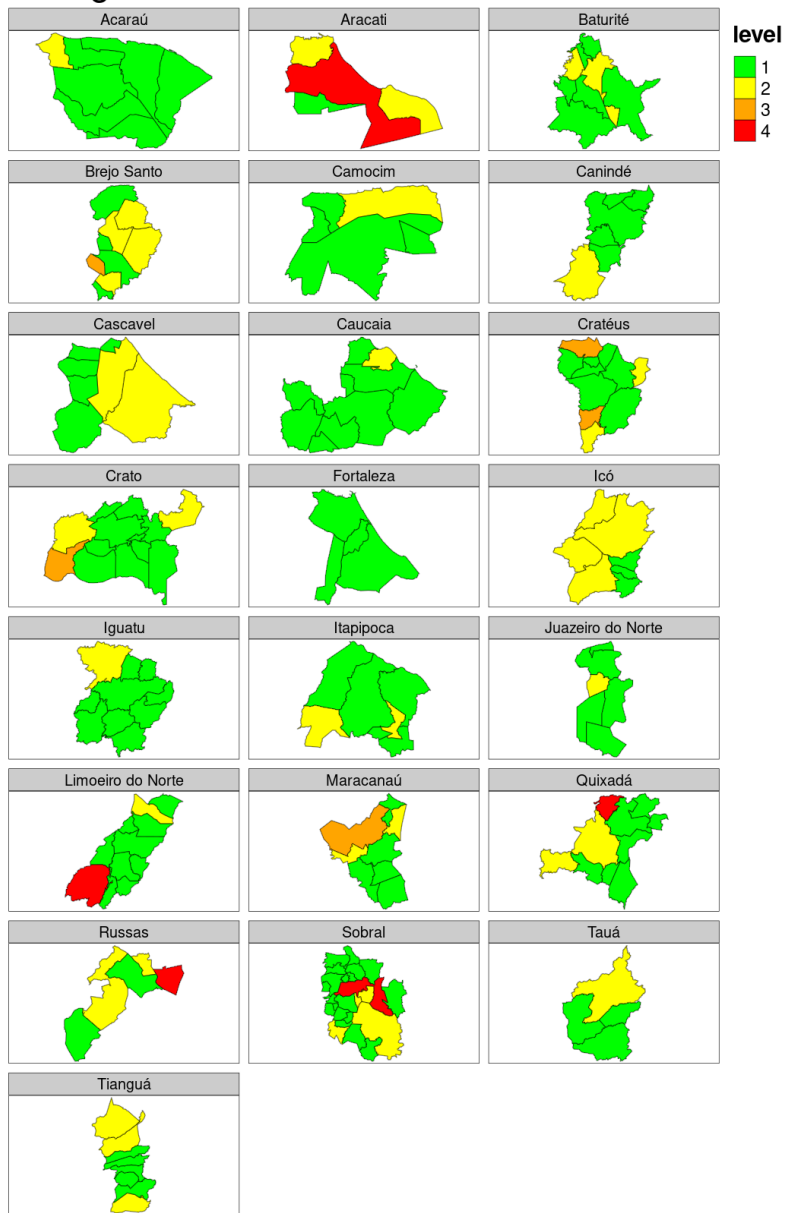 Acaraú
Aracati
Baturité
level
1
2
3
4
Brejo Santo
Camocim
Canindé
Cascavel
Caucaia
Cratéus
Crato
Fortaleza
Icó
Iguatu
Itapipoca
Juazeiro do Norte
Limoeiro do Norte
Maracanaú
Quixadá
Russas
Sobral
Tauá
Tianguá